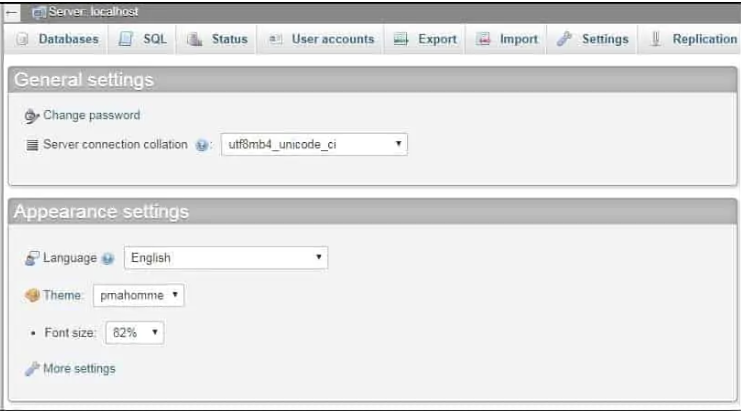 Server: localhost
Databases SQL Status User accounts Export Import Settings Replication
General settings
Change password
Server connection collation : utf8mb4_unicode_ci
Appearance settings
Language English
Theme: pmahomme
• Font size: 82%
More settings